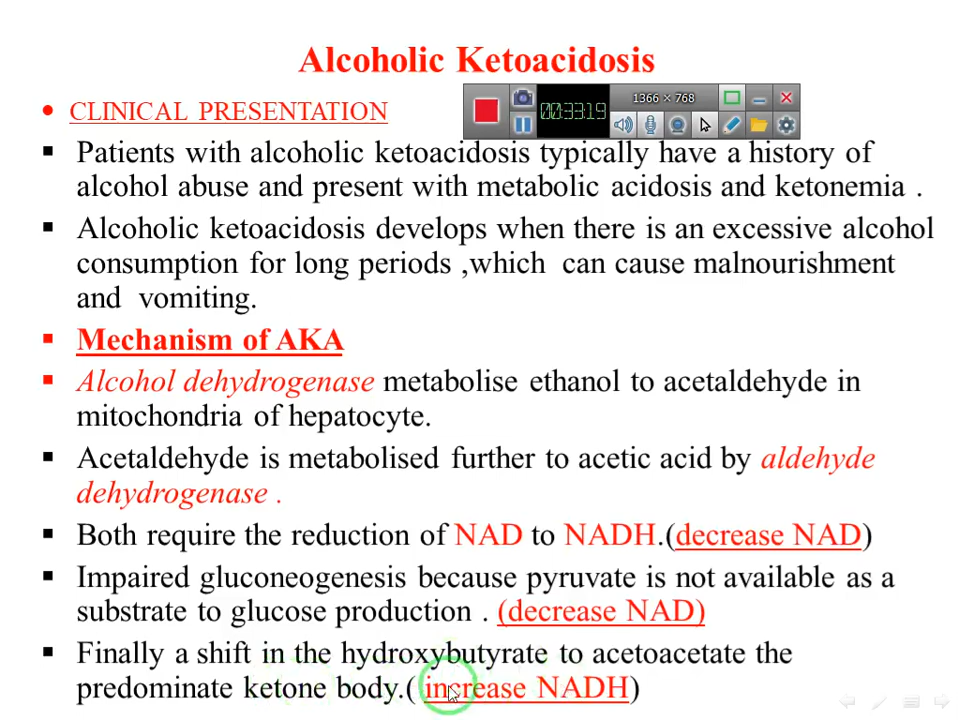 Alcoholic Ketoacidosis
• CLINICAL PRESENTATION
00:33:19
1366 × 768
▪ Patients with alcoholic ketoacidosis typically have a history of
alcohol abuse and present with metabolic acidosis and ketonemia .
▪ Alcoholic ketoacidosis develops when there is an excessive alcohol
consumption for long periods ,which can cause malnourishment
and vomiting.
▪ Mechanism of AKA
▪ Alcohol dehydrogenase metabolise ethanol to acetaldehyde in
mitochondria of hepatocyte.
▪ Acetaldehyde is metabolised further to acetic acid by aldehyde
dehydrogenase .
▪ Both require the reduction of NAD to NADH.(decrease NAD)
▪ Impaired gluconeogenesis because pyruvate is not available as a
substrate to glucose production . (decrease NAD)
▪ Finally a shift in the hydroxybutyrate to acetoacetate the
predominate ketone body.( increase NADH)